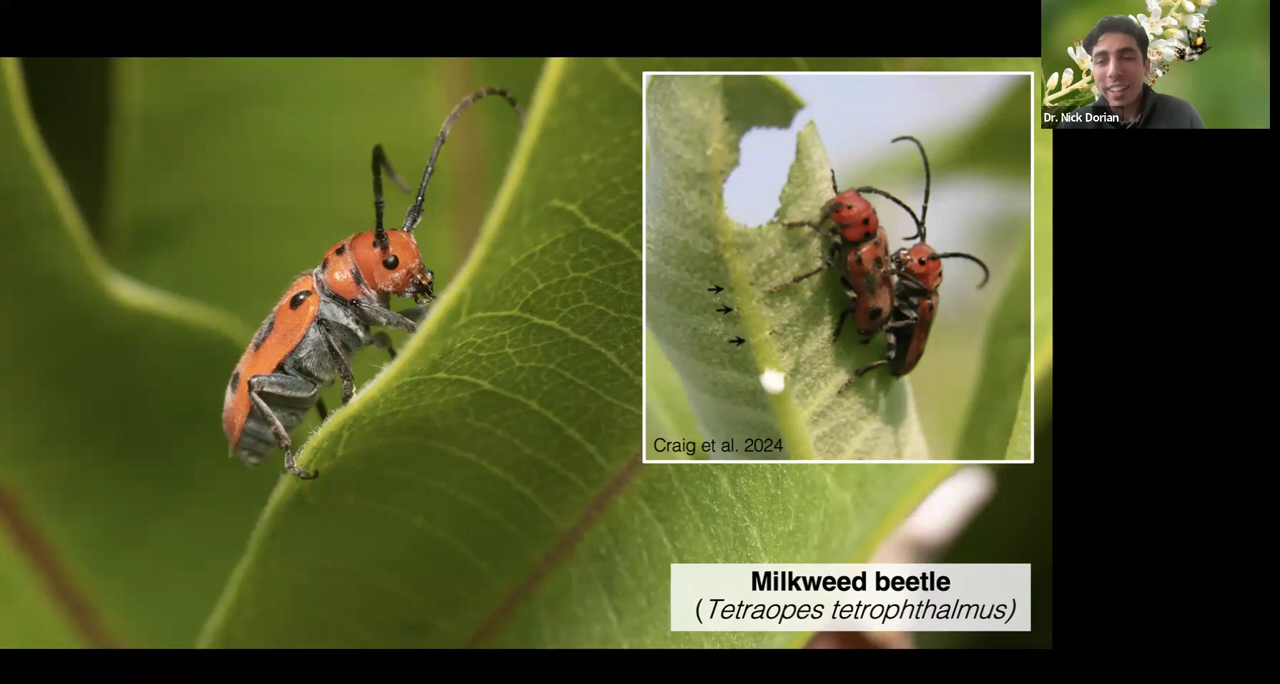 Dr. Nick Dorian
Craig et al. 2024
Milkweed beetle
(Tetraopes tetrophthalmus)